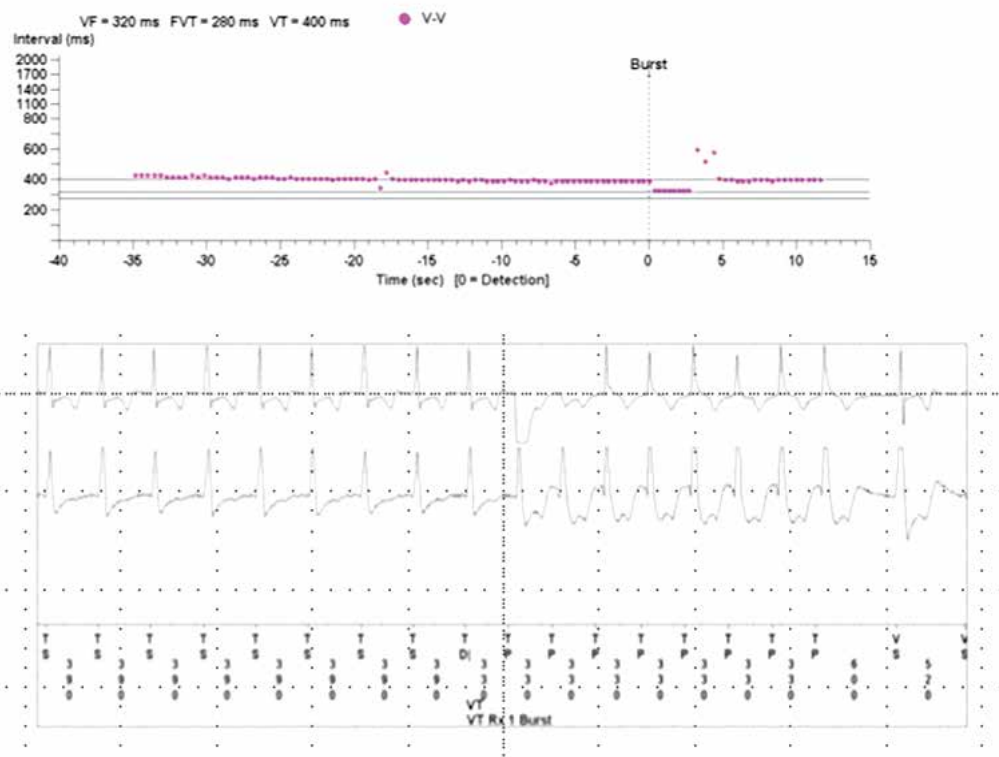 VF = 320 ms FVT = 280 ms VT = 400 ms V-V
Interval (ms)
Burst
2000
1700
1400
1100
800
600
400
200
-40 -35 -30 -25 -20 -15 -10 -5 0 5 10 15
Time (sec) [0 = Detection]
T S T S T S T S T S T S T S T S T D| T P T P T P T P T P T P T P T P V S V S
390 390 390 390 390 390 390 390 330 330 330 330 330 330 330 330 600 520
VT
VT Rx 1 Burst